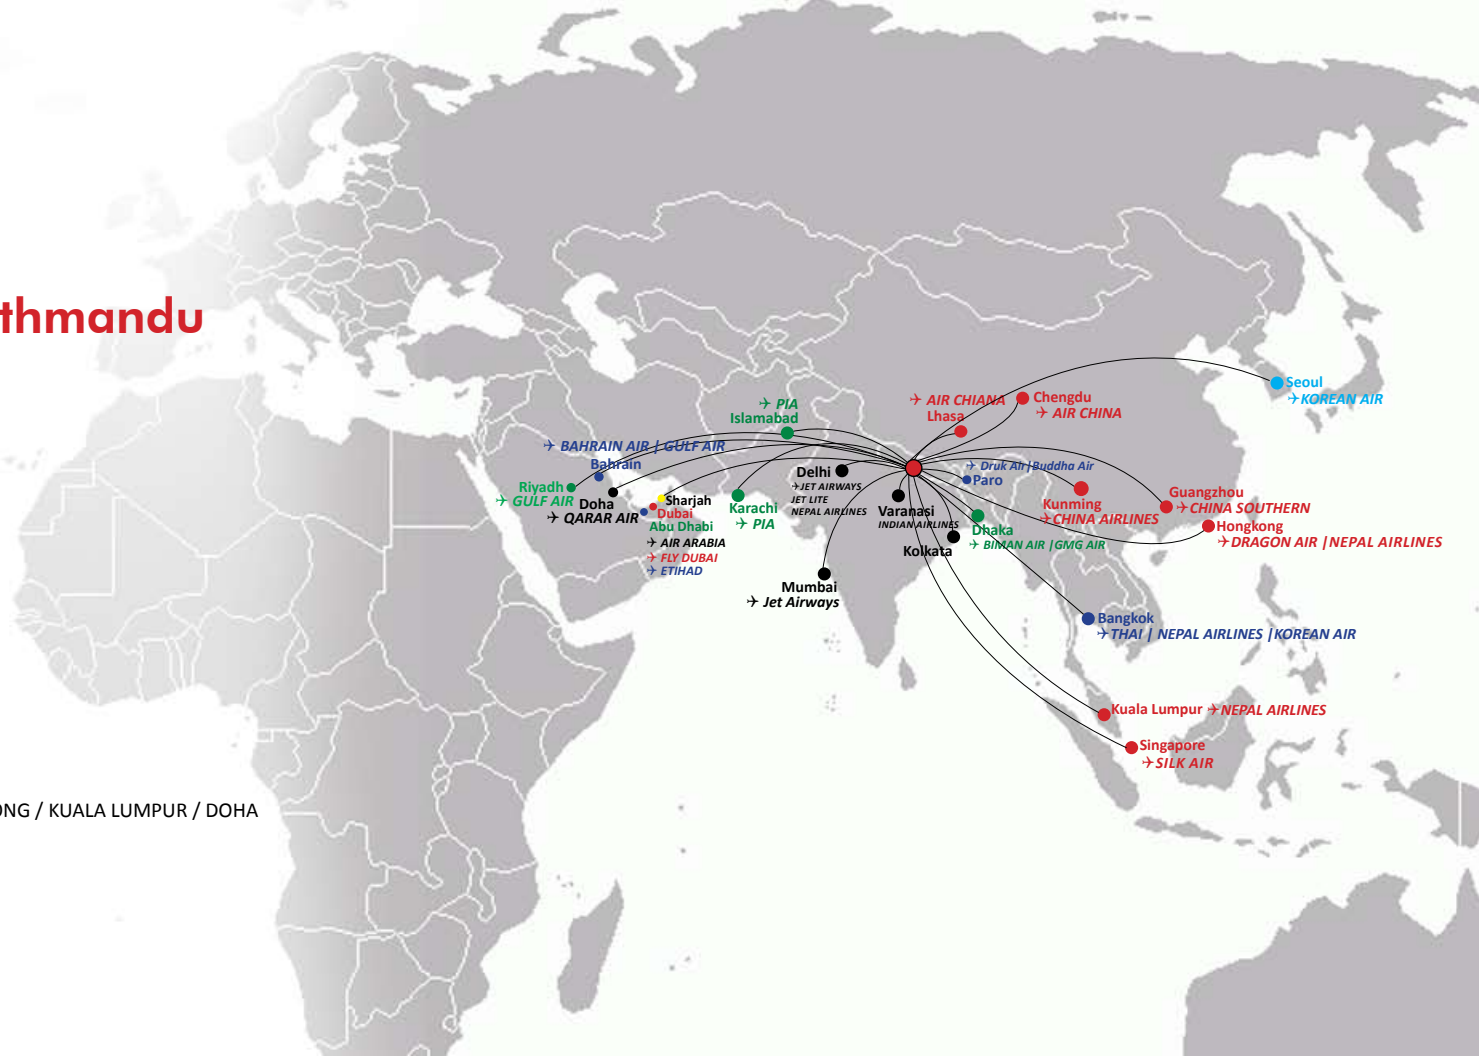 thmandu
ONG / KUALA LUMPUR / DOHA
Seoul
KOREAN AIR
AIR CHIANA
Lhasa
Chengdu
AIR CHINA
PIA
Islamabad
BAHRAIN AIR | GULF AIR
Bahrain
Riyadh
GULF AIR
Doha
QARAR AIR
Sharjah
Dubai
Abu Dhabi
AIR ARABIA
FLY DUBAI
ETIHAD
Karachi
PIA
Delhi
JET AIRWAYS
JET LITE
NEPAL AIRLINES
Varanasi
INDIAN AIRLINES
Kolkata
Mumbai
Jet Airways
Druk Air|Buddha Air
Paro
Dhaka
BIMAN AIR |GMG AIR
Kunming
CHINA AIRLINES
Guangzhou
CHINA SOUTHERN
Hongkong
DRAGON AIR |NEPAL AIRLINES
Bangkok
THAI | NEPAL AIRLINES |KOREAN AIR
Kuala Lumpur NEPAL AIRLINES
Singapore
SILK AIR